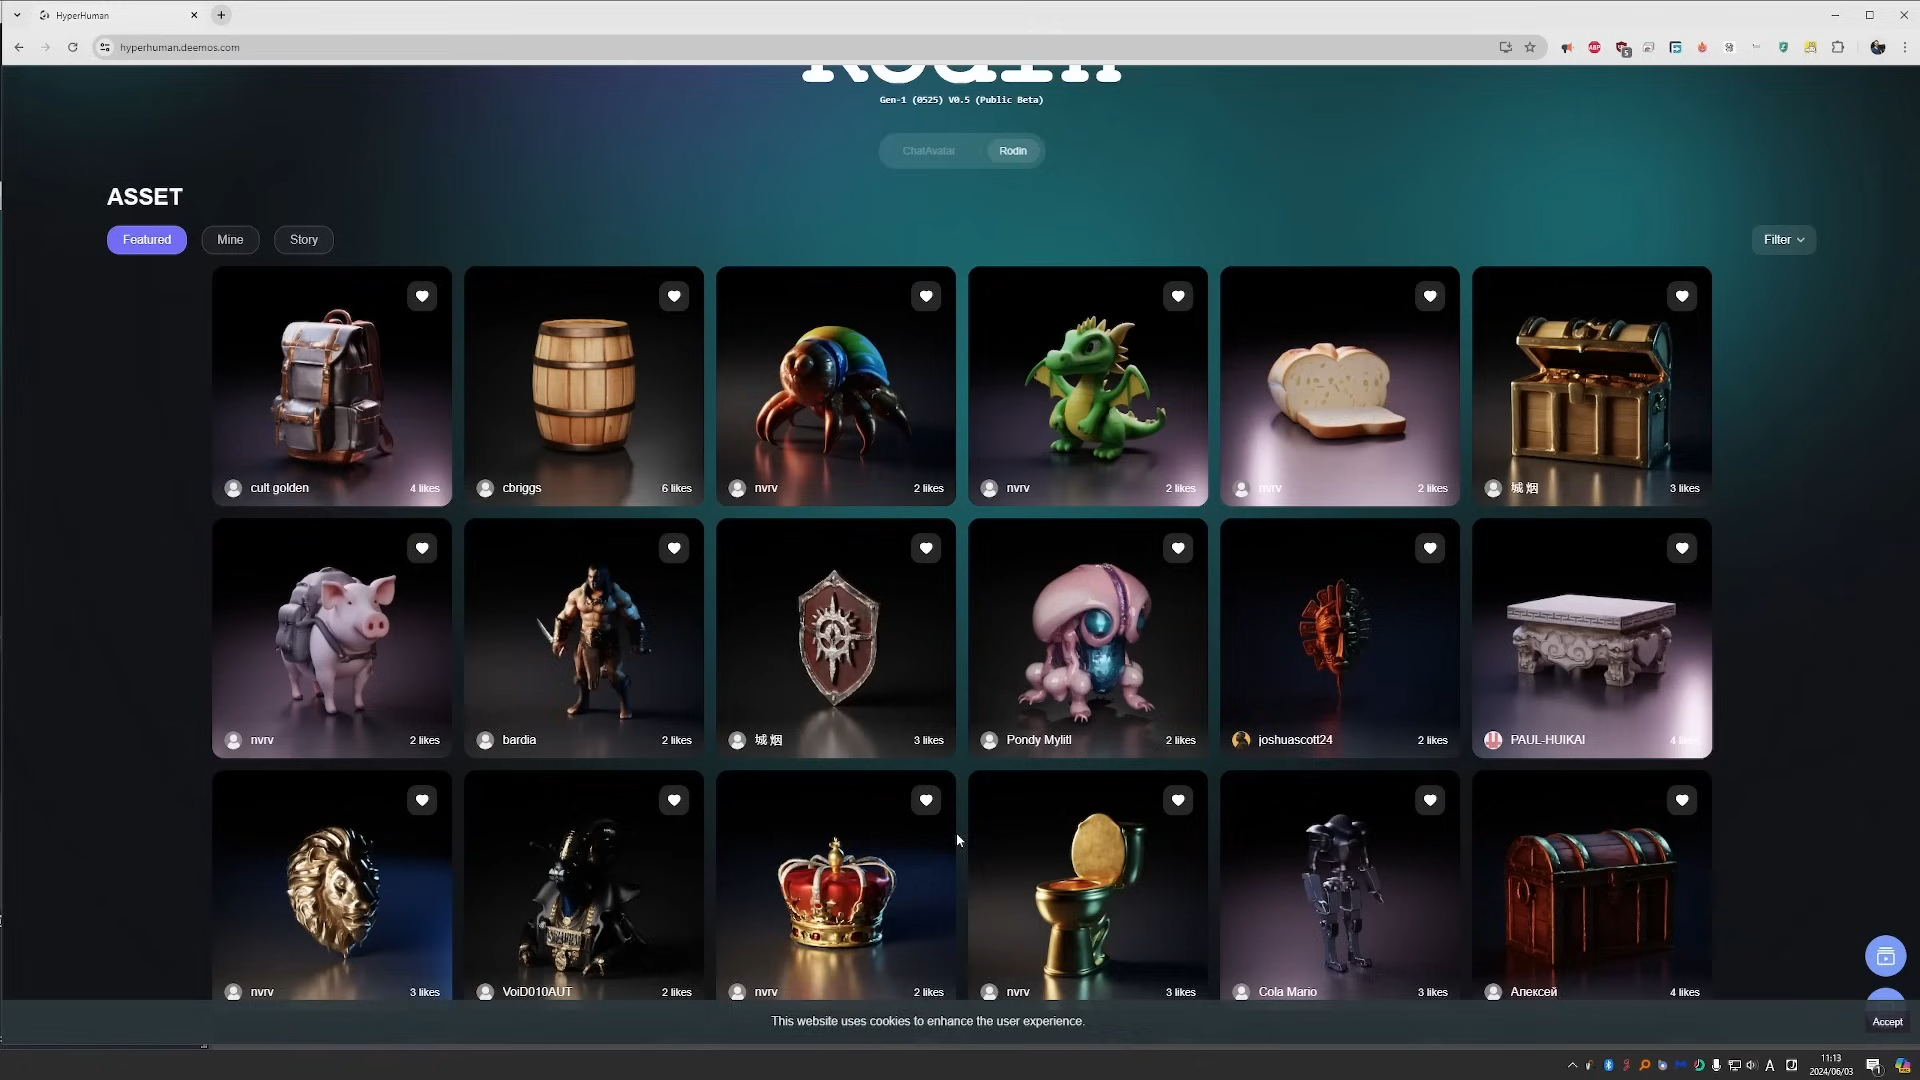 HyperHuman
hyperhuman.deemos.com
Rodin
Gen-1 (0525) V0.5 (Public Beta)
ChatAvatar
Rodin
ASSET
Featured
Mine
Story
Filter
cult golden
4 likes
cbriggs
6 likes
nvrv
2 likes
nvrv
2 likes
nvrv
2 likes
城 烟
3 likes
nvrv
2 likes
bardia
2 likes
城 烟
3 likes
Pondy Mylitl
2 likes
joshuascott24
2 likes
PAUL-HUIKAI
4 likes
nvrv
3 likes
VoiD010AUT
2 likes
nvrv
2 likes
nvrv
3 likes
Cola Mario
3 likes
Алексей
4 likes
This website uses cookies to enhance the user experience.
Accept
A
11:13
2024/06/03